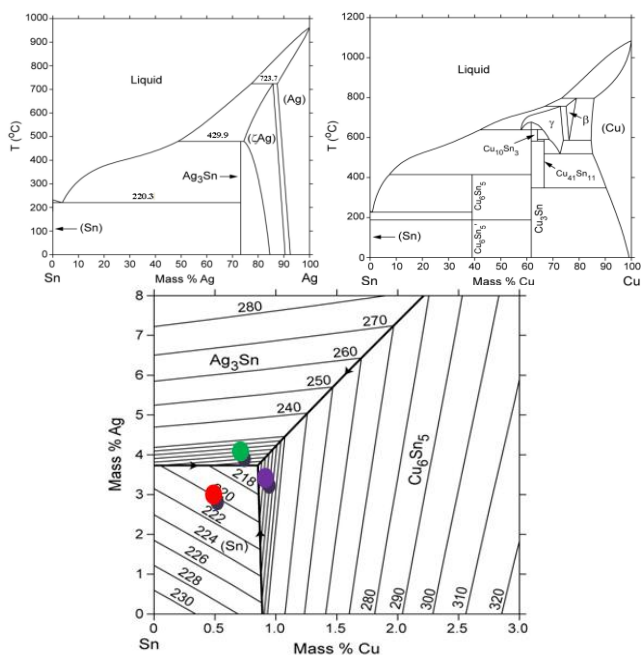 1000
900
800
700
600
500
400
300
200
100
0
T (°C)
Liquid
723.7
(Ag)
429.9
(ζAg)
Ag3Sn
220.3
(Sn)
0 10 20 30 40 50 60 70 80 90 100
Sn Mass % Ag Ag
1200
1000
800
600
400
200
0
T (°C)
Liquid
γ
β
(Cu)
Cu10Sn3
Cu41Sn11
Cu6Sn5
Cu3Sn
Cu6Sn5'
(Sn)
0 10 20 30 40 50 60 70 80 90 100
Sn Mass % Cu Cu
8
7
6
5
4
3
2
1
0
Mass % Ag
280
270
Ag3Sn
260
250
240
218
220
222
224 (Sn)
226
228
230
Cu6Sn5
280 290 300 310 320
0 0.5 1.0 1.5 2.0 2.5 3.0
Sn Mass % Cu